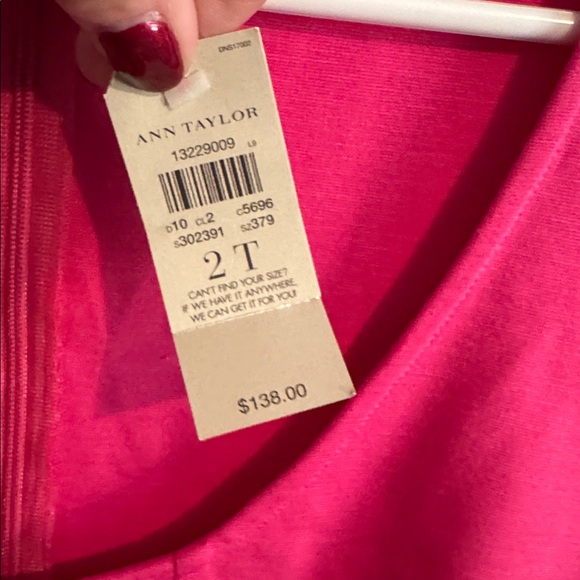 DNS17002
ANN TAYLOR
13229009 L9
D10 CL2 C5696
S302391 SZ379
2 T
CAN'T FIND YOUR SIZE?
IF WE HAVE IT ANYWHERE,
WE CAN GET IT FOR YOU!
$138.00